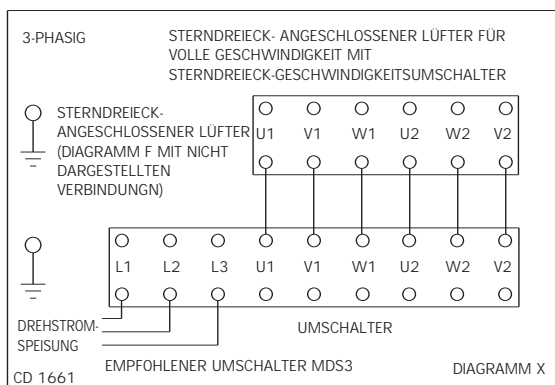 3-PHASIG
STERNDREIECK- ANGESCHLOSSENER LÜFTER FÜR
VOLLE GESCHWINDIGKEIT MIT
STERNDREIECK-GESCHWINDIGKEITSUMSCHALTER
STERNDREIECK-
ANGESCHLOSSENER LÜFTER
(DIAGRAMM F MIT NICHT
DARGESTELLTEN
VERBINDUNGN)
U1 V1 W1 U2 W2 V2
L1 L2 L3 U1 V1 W1 U2 W2 V2
DREHSTROM-
SPEISUNG
UMSCHALTER
EMPFOHLENER UMSCHALTER MDS3
CD 1661
DIAGRAMM X